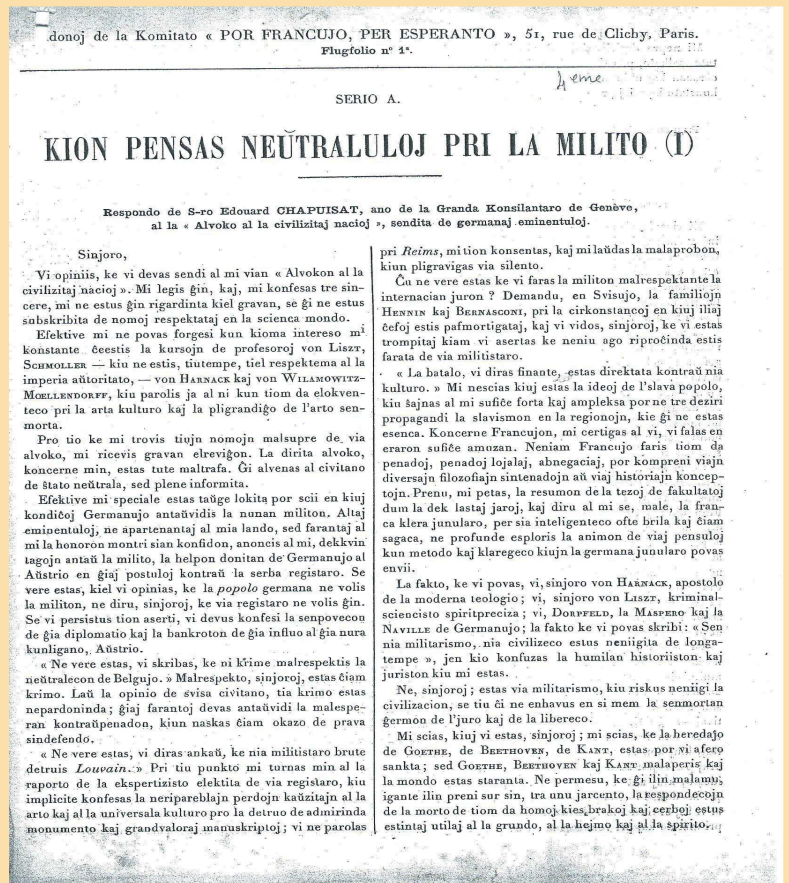 donoj de la Komitato « POR FRANCUJO, PER ESPERANTO », 51, rue de Clichy, Paris.
Flugfolio nº 1ª.
4eme
SERIO A.
KION PENSAS NEŬTRALULOJ PRI LA MILITO (I)
Respondo de S-ro Edouard CHAPUISAT, ano de la Granda Konsilantaro de Genève,
al la « Alvoko al la civilizitaj nacioj », sendita de germanaj eminentuloj.
Sinjoro,
Vi opiniis, ke vi devas sendi al mi vian « Alvokon al la
civilizitaj nacioj ». Mi legis ĝin, kaj, mi konfesas tre sin-
cere, mi ne estus ĝin rigardinta kiel gravan, se ĝi ne estus
subskribita de nomoj respektataj en la scienca mondo.
Efektive mi ne povas forgesi kun kioma intereso mi
konstante ĉeestis la kursojn de profesoroj von LISZT,
SCHMOLLER — kiu ne estis, tiutempe, tiel respektema al la
imperia aŭtoritato, — von HARNACK kaj von WILAMOWITZ-
MŒLLENDORFF, kiu parolis ja al ni kun tiom da elokven-
teco pri la arta kulturo kaj la pligrandiĝo de l'arto sen-
morta.
Pro tio ke mi trovis tiujn nomojn malsupre de via
alvoko, mi ricevis gravan elreviĝon. La dirita alvoko,
koncerne min, estas tute maltrafa. Ĝi alvenas al civitano
de ŝtato neŭtrala, sed plene informita.
Efektive mi speciale estas taŭge lokita por scii en kiuj
kondiĉoj Germanujo antaŭvidis la nunan militon. Altaj
eminentuloj, ne apartenantaj al mia lando, sed farantaj al
mi la honorôn montri sian konfidon, anoncis al mi, dekkvin
tagojn antaŭ la milito, la helpon donitan de Germanujo al
Aŭstrio en ĝiaj postuloj kontraŭ la serba registaro. Se
vere estas, kiel vi opinias, ke la popolo germana ne volis
la militon, ne diru, sinjoroj, ke via registaro ne volis ĝin.
Se vi persistus tion aserti, vi devus konfesi la senpovecon
de ĝia diplomatio kaj la bankroton de ĝia influo al ĝia nura
kunligano, Aŭstrio.
« Ne vere estas, vi skribas, ke ni krime malrespektis la
neŭtralecon de Belgujo. » Malrespekto, sinjoroj, estas ĉiam
krimo. Laŭ la opinio de svisa civitano, tia krimo estas
nepardoninda; ĝiaj farantoj devas antaŭvidi la malespe-
ran kontraŭpenadon, kiun naskas ĉiam okazo de prava
sindefendo.
« Ne vere estas, vi diras ankaŭ, ke nia militistaro brute
detruis Louvain. » Pri tiu punkto mi turnas min al la
raporto de la ekspertizisto elektita de via registaro, kiu
implicite konfesas la neripareblajn perdojn kaŭzitajn al la
arto kaj al la universala kulturo pro la detruo de admirinda
monumento kaj grandvaloraj manuskriptoj; vi ne parolas
pri Reims, mi tion konsentas, kaj mi laŭdas la malaprobon,
kiun pligravigas via silento.
Ĉu ne vere estas ke vi faras la militon malrespektante la
internacian juron ? Demandu, en Svisujo, la familiojn
HENNIN kaj BERNASCONI, pri la cirkonstancoj en kiuj iliaj
ĉefoj estis pafmortigataj, kaj vi vidos, sinjoroj, ke vi estas
trompitaj kiam vi asertas ke neniu ago riproĉinda estis
farata de via militistaro.
« La batalo, vi diras finante, estas direktata kontraŭ nia
kulturo. » Mi nescias kiuj estas la ideoj de l'slava popolo,
kiu ŝajnas al mi sufiĉe forta kaj ampleksa por ne tre deziri
propagandi la slavismon en la regionojn, kie ĝi ne estas
esenca. Koncerne Francujon, mi certigas al vi, vi falas en
eraron sufiĉe amuzan. Neniam Francujo faris tiom da
penadoj, penadoj lojalaj, abnegaciaj, por kompreni viajn
diversajn filozofiajn sintenadojn aŭ viaj historiajn koncep-
tojn. Prenu, mi petas, la resumon de la tezoj de fakultatoj
dum la dek lastaj jaroj, kaj diru al mi se, male, la fran-
ca klera junularo, per sia inteligenteco ofte brila kaj ĉiam
sagaca, ne profunde esploris la animon de viaj pensuloj
kun metodo kaj klaregeco kiujn la germana junularo povas
envii.
La fakto, ke vi povas, vi, sinjoro von HARNACK, apostolo
de la moderna teologio; vi, sinjoro von LISZT, kriminal-
sciencisto spiritpreciza; vi, DORPFELD, la MASPERO kaj la
NAVILLE de Germanujo; la fakto ke vi povas skribi: « Sen
nia militarismo, nia civilizeco estus neniigita de longa-
tempe », jen kio konfuzas la humilan historiiston kaj
juriston kiu mi estas.
Ne, sinjoroj; estas via militarismo, kiu riskus neniigi la
civilizacion, se tiu ĉi ne enhavus en si mem la senmortan
ĝermon de l'juro kaj de la libereco.
Mi scias, kiuj vi estas, sinjoroj; mi scias, ke la heredajo
de GOETHE, de BEETHOVEN, de KANT, estas por vi afero
sankta; sed GOETHE, BEETHOVEN kaj KANT malaperis kaj
la mondo estas staranta. Ne permesu, ke ĝi ilin malamu,
igante ilin preni sur sin, tra unu jarcento, la respondecojn
de la morto de tiom da homoj kies brakoj kaj cerboj estus
estintaj utilaj al la grundo, al la hejmo kaj al la spirito.